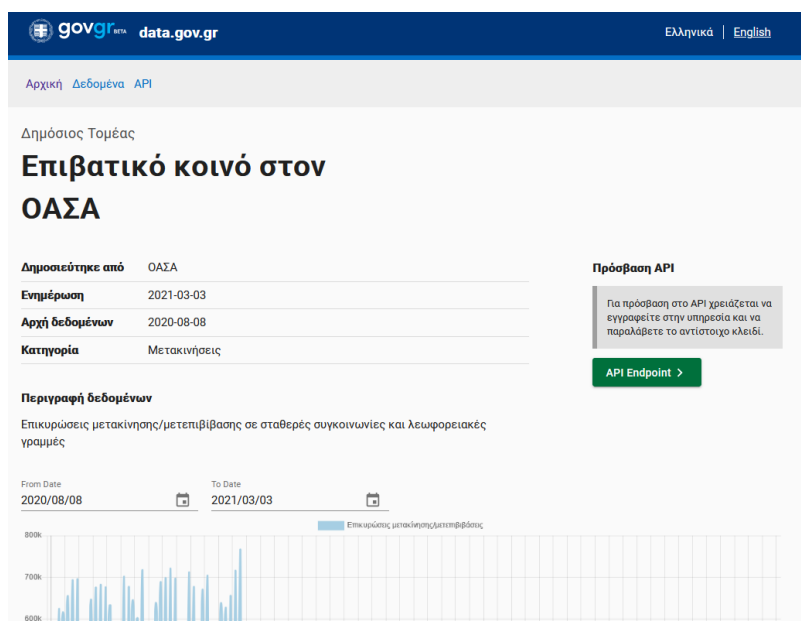 govgr BETA data.gov.gr
Ελληνικά | English
Αρχική Δεδομένα API
Δημόσιος Τομέας
Επιβατικό κοινό στον
ΟΑΣΑ
Δημοσιεύτηκε από ΟΑΣΑ
Ενημέρωση 2021-03-03
Αρχή δεδομένων 2020-08-08
Κατηγορία Μετακινήσεις
Πρόσβαση API
Για πρόσβαση στο API χρειάζεται να
εγγραφείτε στην υπηρεσία και να
παραλάβετε το αντίστοιχο κλειδί.
API Endpoint >
Περιγραφή δεδομένων
Επικυρώσεις μετακίνησης/μετεπιβίβασης σε σταθερές συγκοινωνίες και λεωφορειακές
γραμμές
From Date To Date
2020/08/08 2021/03/03
Επικυρώσεις μετακίνησης/μετεπιβιβάσεις
800k
700k
600k